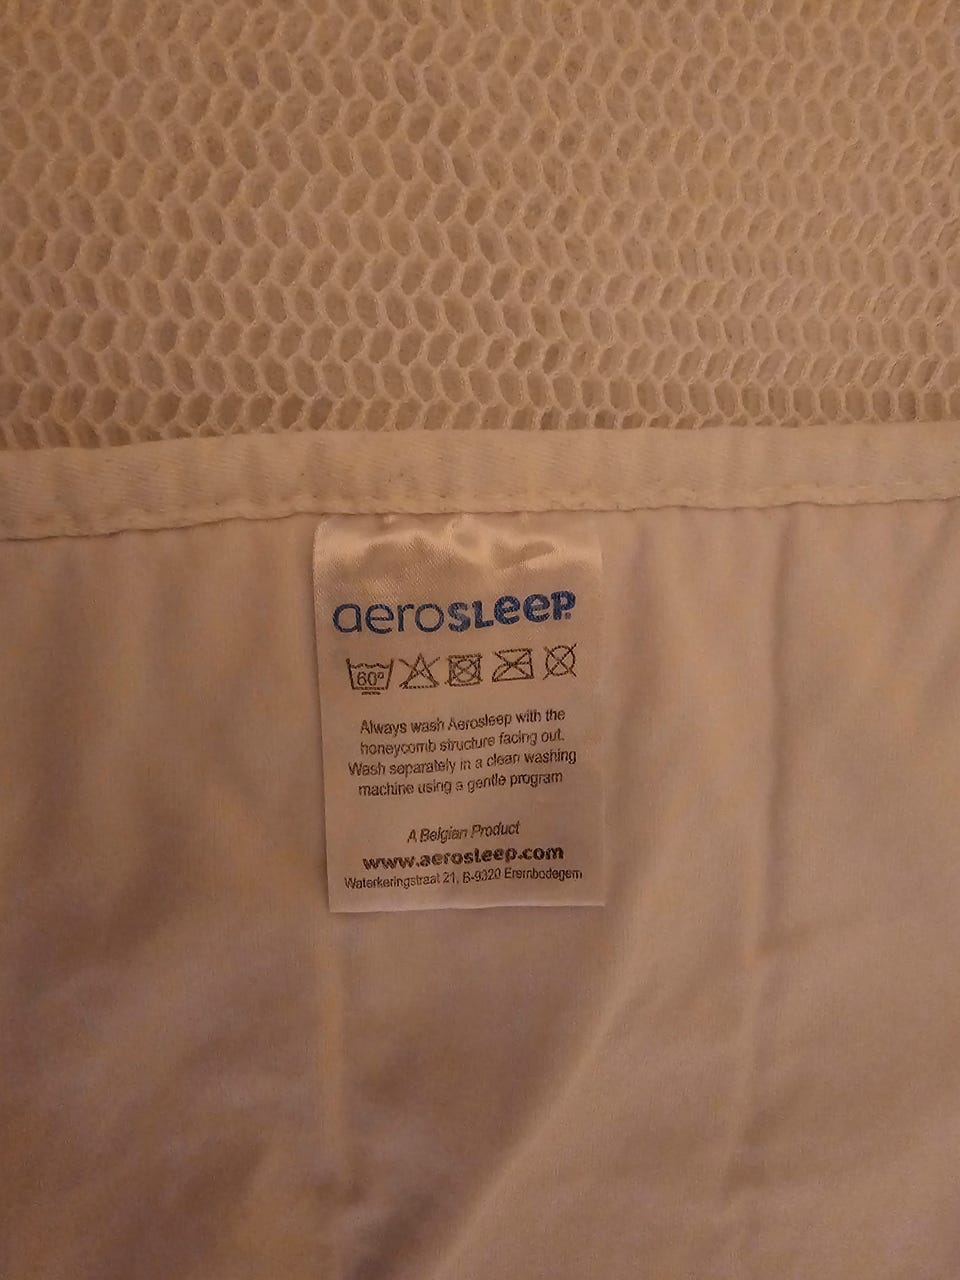 aerosleep
60°
Always wash Aerosleep with the
honeycomb structure facing out.
Wash separately in a clean washing
machine using a gentle program
A Belgian Product
www.aerosleep.com
Waterkeringstraat 21, B-9320 Erembodegem